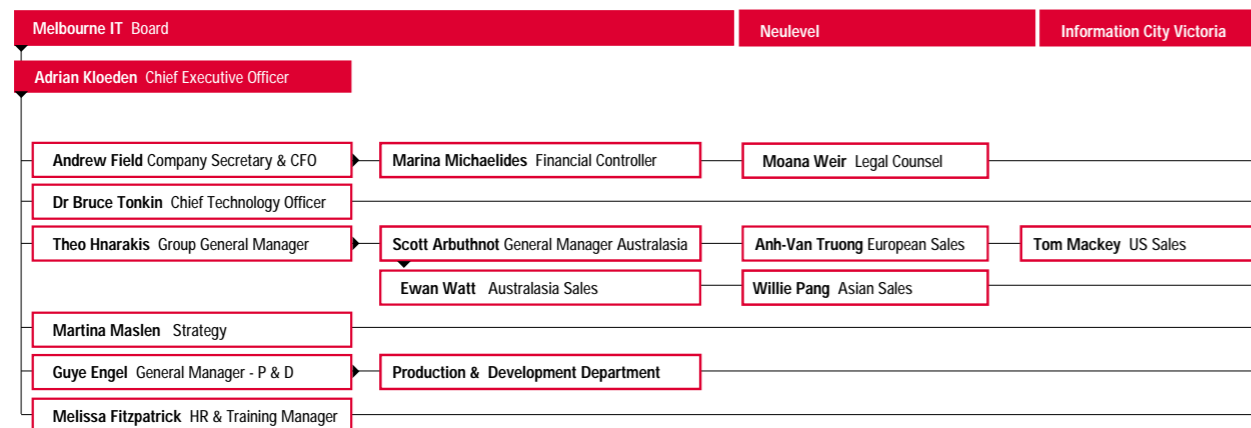 Melbourne IT Board
Neulevel
Information City Victoria
Adrian Kloeden Chief Executive Officer
Andrew Field Company Secretary & CFO
Marina Michaelides Financial Controller
Moana Weir Legal Counsel
Dr Bruce Tonkin Chief Technology Officer
Theo Hnarakis Group General Manager
Scott Arbuthnot General Manager Australasia
Anh-Van Truong European Sales
Tom Mackey US Sales
Ewan Watt Australasia Sales
Willie Pang Asian Sales
Martina Maslen Strategy
Guye Engel General Manager - P & D
Production & Development Department
Melissa Fitzpatrick HR & Training Manager